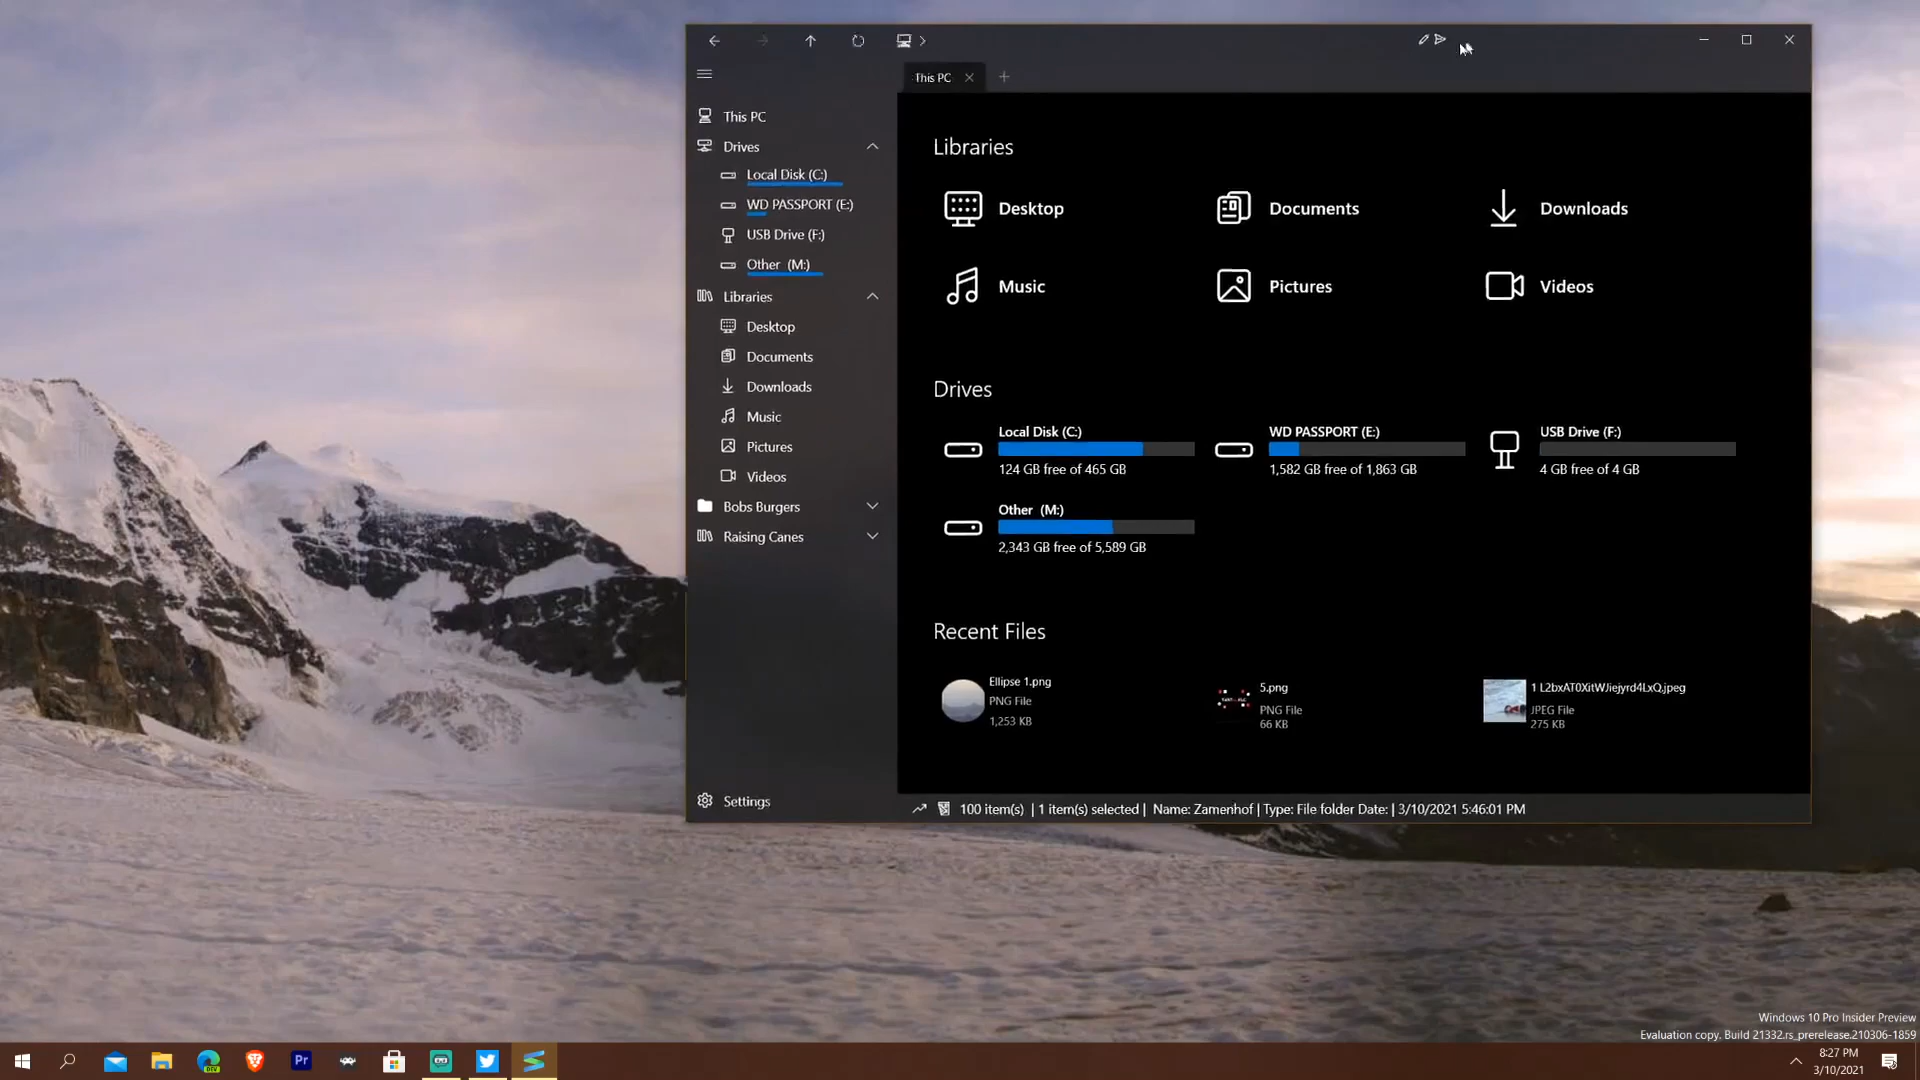 This PC
This PC
Drives
Local Disk (C:)
WD PASSPORT (E:)
USB Drive (F:)
Other (M:)
Libraries
Desktop
Documents
Downloads
Music
Pictures
Videos
Bobs Burgers
Raising Canes
Settings
Libraries
Desktop
Documents
Downloads
Music
Pictures
Videos
Drives
Local Disk (C:)
124 GB free of 465 GB
WD PASSPORT (E:)
1,582 GB free of 1,863 GB
USB Drive (F:)
4 GB free of 4 GB
Other (M:)
2,343 GB free of 5,589 GB
Recent Files
Ellipse 1.png
PNG File
1,253 KB
5.png
PNG File
66 KB
1 L2bxAT0XitWJiejyrd4LxQ.jpeg
JPEG File
275 KB
100 item(s) | 1 item(s) selected | Name: Zamenhof | Type: File folder Date: | 3/10/2021 5:46:01 PM
Windows 10 Pro Insider Preview
Evaluation copy. Build 21332.rs_prerelease.210306-1859
DEV
Pr
8:27 PM
3/10/2021